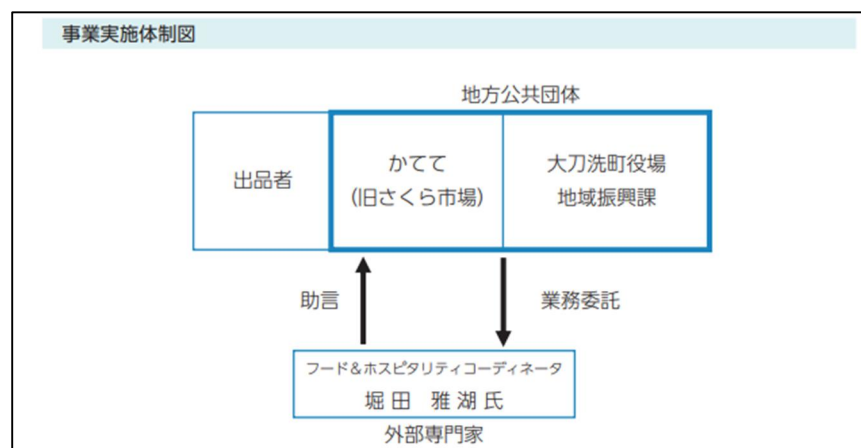 事業実施体制図
地方公共団体
出品者
かてて
(旧さくら市場)
大刀洗町役場
地域振興課
助言
業務委託
フード＆ホスピタリティコーディネータ
堀田　雅湖氏
外部専門家